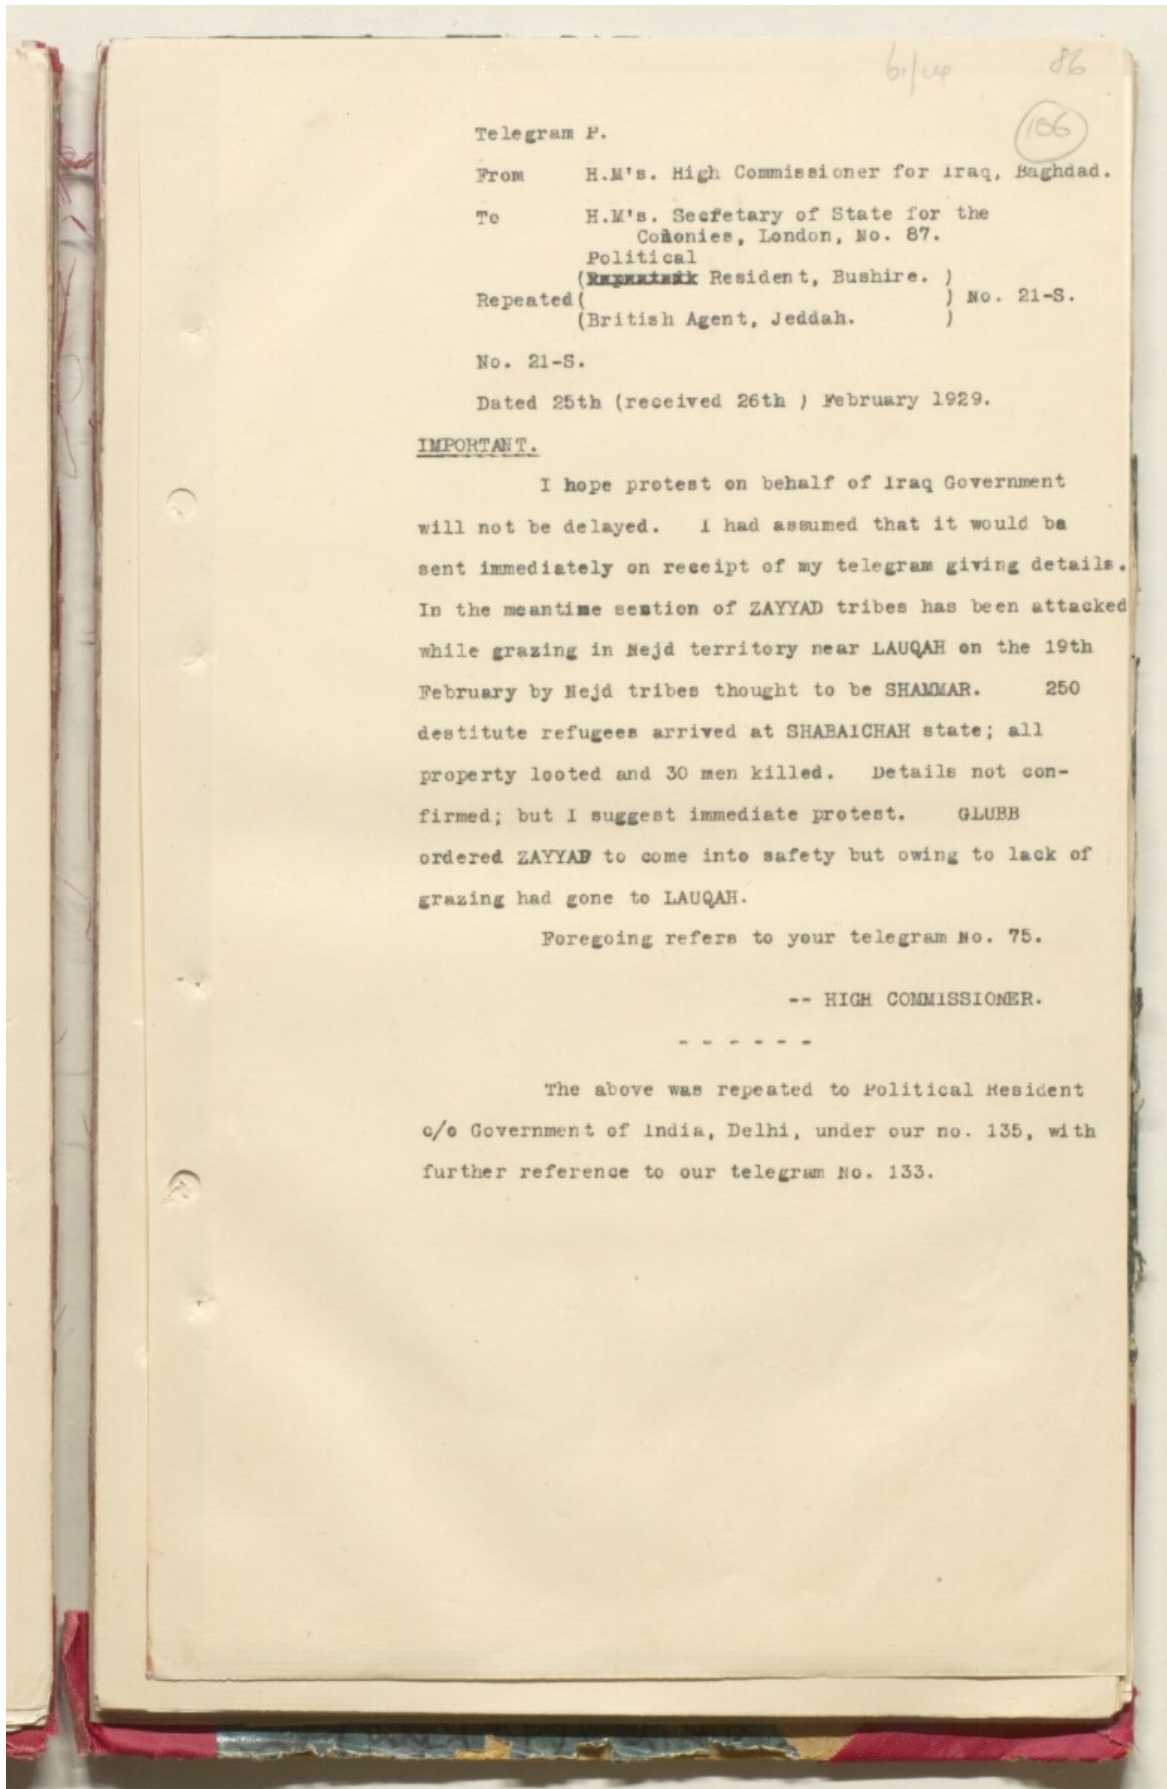 61/14 86
106
Telegram P.
From H.M's. High Commissioner for Iraq, Baghdad.
To H.M's. Secretary of State for the
Colonies, London, No. 87.
Political
( Resident, Bushire. )
Repeated( ) No. 21-S.
(British Agent, Jeddah. )
No. 21-S.
Dated 25th (received 26th ) February 1929.
IMPORTANT.
I hope protest on behalf of Iraq Government
will not be delayed. I had assumed that it would be
sent immediately on receipt of my telegram giving details.
In the meantime section of ZAYYAD tribes has been attacked
while grazing in Nejd territory near LAUQAH on the 19th
February by Nejd tribes thought to be SHAMMAR. 250
destitute refugees arrived at SHABAICHAH state; all
property looted and 30 men killed. Details not con-
firmed; but I suggest immediate protest. GLUBB
ordered ZAYYAD to come into safety but owing to lack of
grazing had gone to LAUQAH.
Foregoing refers to your telegram No. 75.
-- HIGH COMMISSIONER.
- - - - - -
The above was repeated to Political Resident
c/o Government of India, Delhi, under our no. 135, with
further reference to our telegram No. 133.